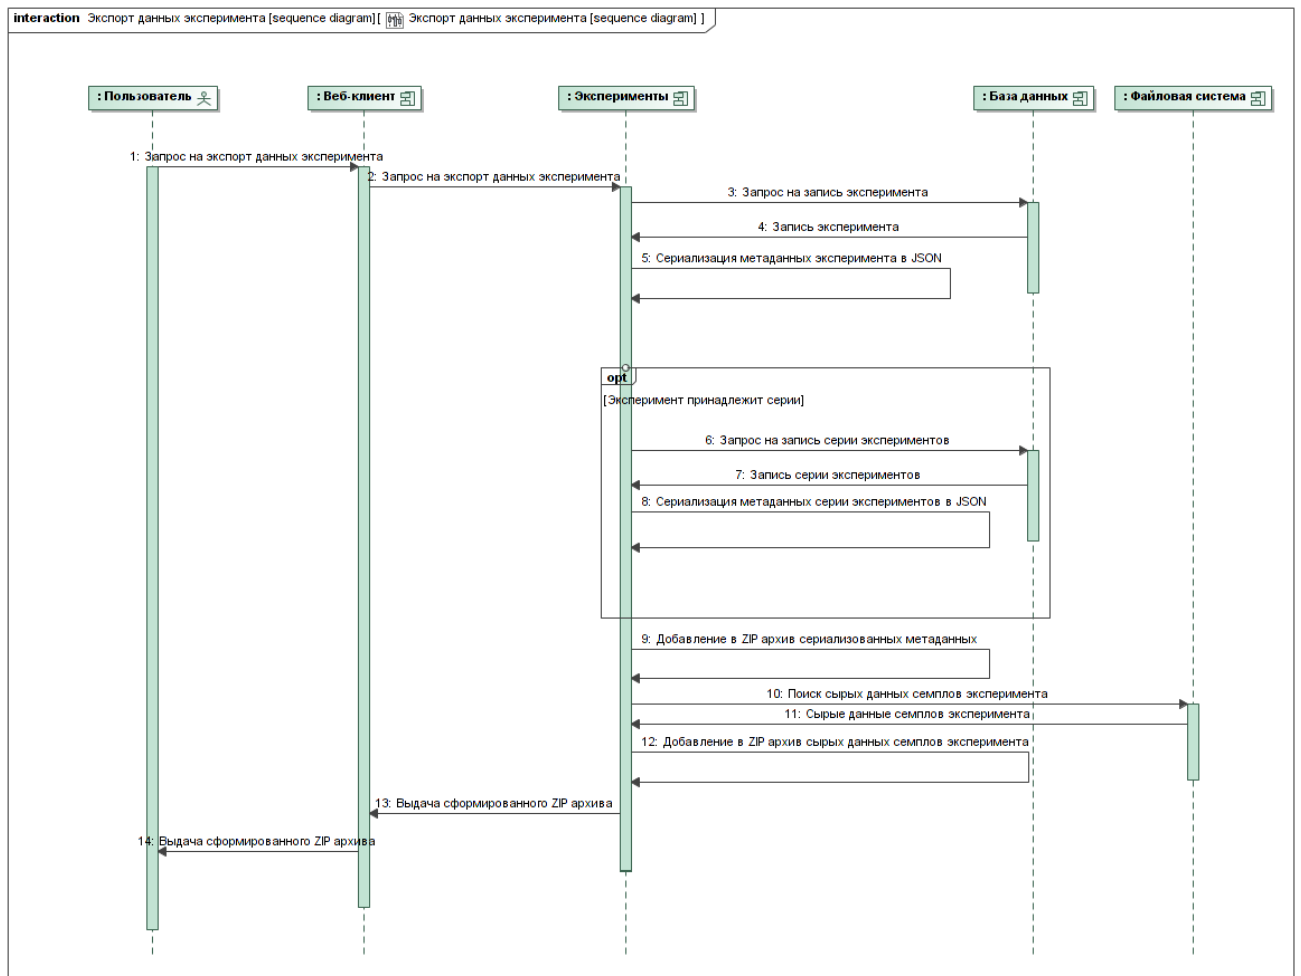 interaction Экспорт данных эксперимента [sequence diagram] [ Экспорт данных эксперимента [sequence diagram] ]
: Пользователь
: Веб-клиент
: Эксперименты
: База данных
: Файловая система
1: Запрос на экспорт данных эксперимента
2: Запрос на экспорт данных эксперимента
3: Запрос на запись эксперимента
4: Запись эксперимента
5: Сериализация метаданных эксперимента в JSON
opt
[Эксперимент принадлежит серии]
6: Запрос на запись серии экспериментов
7: Запись серии экспериментов
8: Сериализация метаданных серии экспериментов в JSON
9: Добавление в ZIP архив сериализованных метаданных
10: Поиск сырых данных семплов эксперимента
11: Сырые данные семплов эксперимента
12: Добавление в ZIP архив сырых данных семплов эксперимента
13: Выдача сформированного ZIP архива
14: Выдача сформированного ZIP архива